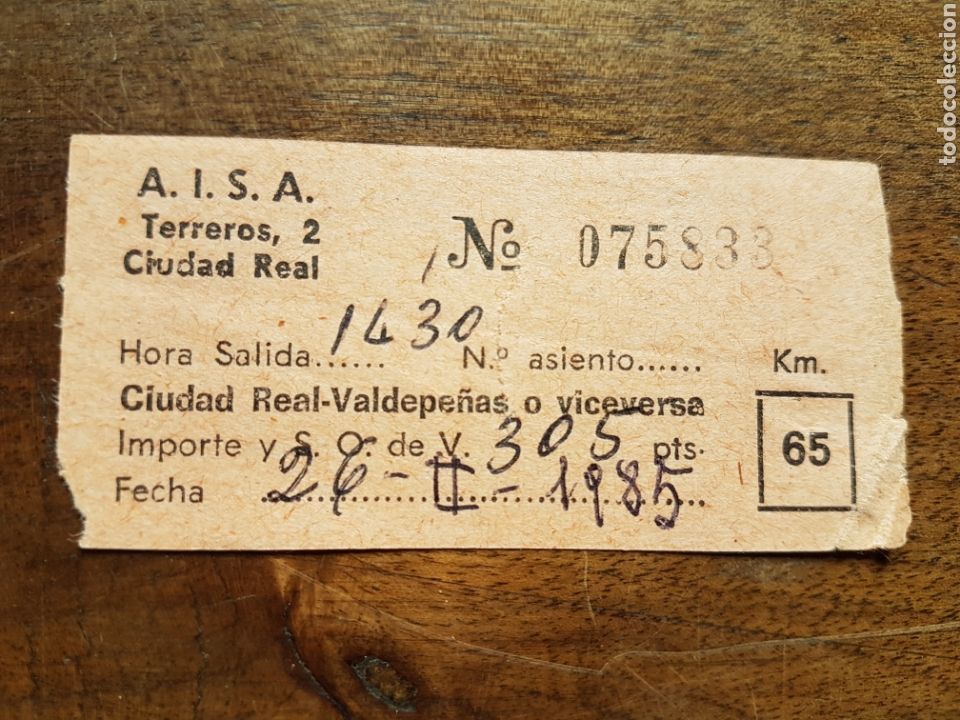 A. I. S. A.
Terreros, 2
Ciudad Real
Nº 075833
Hora Salida...... 1430 N.º asiento...... Km.
Ciudad Real-Valdepeñas o viceversa
Importe y S. O. de V. 305 pts. 65
Fecha 26-II-1985
todocoleccion